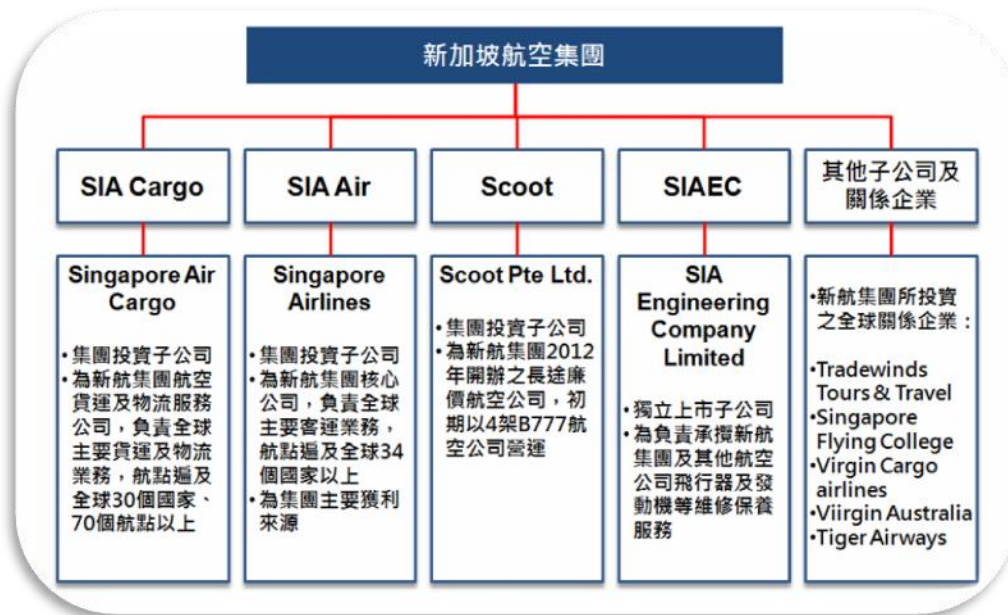 新加坡航空集團
SIA Cargo
SIA Air
Scoot
SIAEC
其他子公司及
關係企業
Singapore Air
Cargo
•集團投資子公司
•為新航集團航空
貨運及物流服務
公司，負責全球
主要貨運及物流
業務，航點遍及
全球30個國家、
70個航點以上
Singapore
Airlines
•集團投資子公司
•為新航集團核心
公司，負責全球
主要客運業務，
航點遍及全球34
個國家以上
•為集團主要獲利
來源
Scoot Pte Ltd.
•集團投資子公司
•為新航集團2012
年開辦之長途廉
價航空公司，初
期以4架B777航
空公司營運
SIA
Engineering
Company
Limited
•獨立上市子公司
•為負責承攬新航
集團及其他航空
公司飛行器及發
動機等維修保養
服務
•新航集團所投資
之全球關係企業：
•Tradewinds
Tours & Travel
•Singapore
Flying College
•Virgin Cargo
airlines
•Viirgin Australia
•Tiger Airways